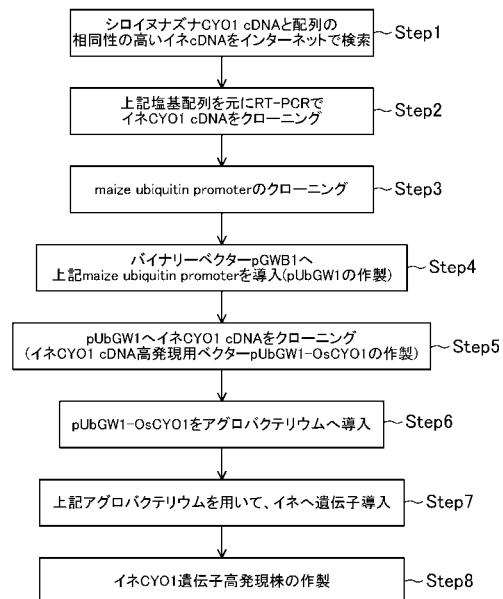 シロイヌナズナCYO1 cDNAと配列の
相同性の高いイネcDNAをインターネットで検索
Step1
上記塩基配列を元にRT-PCRで
イネCYO1 cDNAをクローニング
Step2
maize ubiquitin promoterのクローニング
Step3
バイナリーベクターpGWB1へ
上記maize ubiquitin promoterを導入(pUbGW1の作製)
Step4
pUbGW1へイネCYO1 cDNAをクローニング
(イネCYO1 cDNA高発現用ベクターpUbGW1-OsCYO1の作製)
Step5
pUbGW1-OsCYO1をアグロバクテリウムへ導入
Step6
上記アグロバクテリウムを用いて、イネへ遺伝子導入
Step7
イネCYO1遺伝子高発現株の作製
Step8